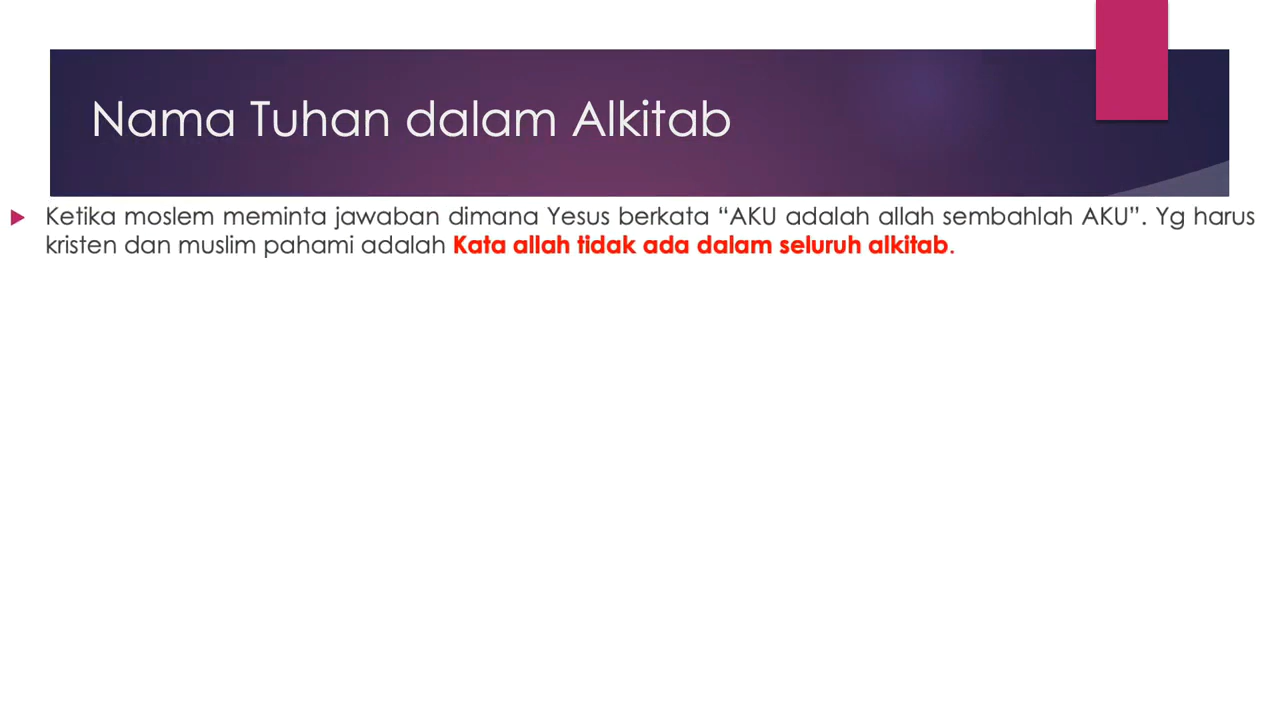 Nama Tuhan dalam Alkitab
Ketika moslem meminta jawaban dimana Yesus berkata “AKU adalah allah sembahlah AKU”. Yg harus
kristen dan muslim pahami adalah Kata allah tidak ada dalam seluruh alkitab.